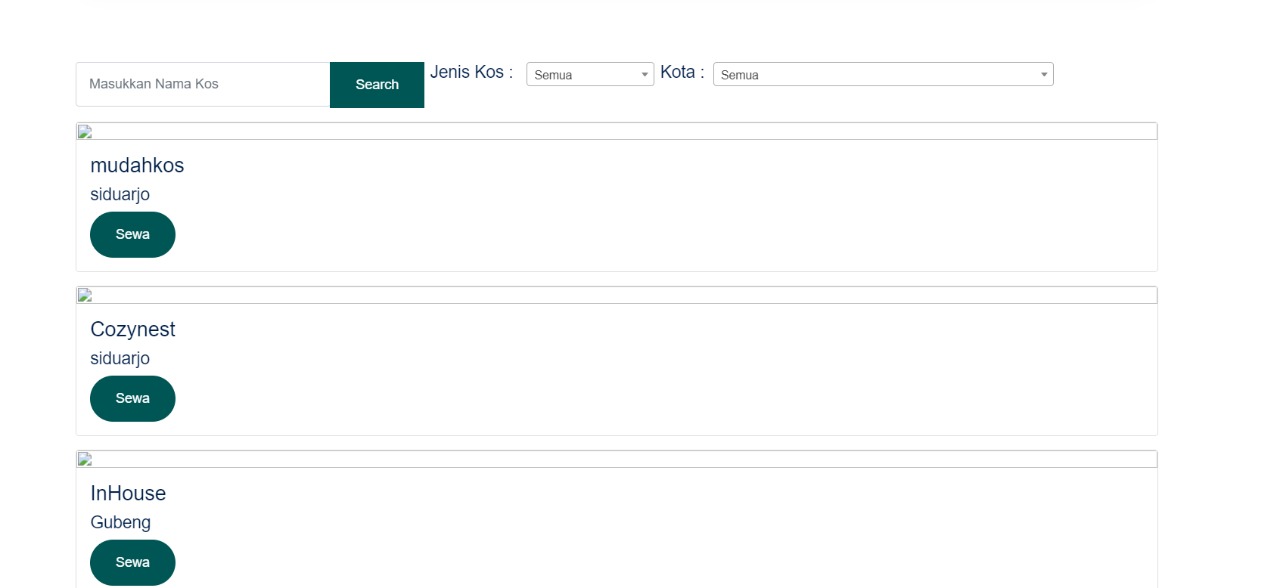 Masukkan Nama Kos Search Jenis Kos : Semua Kota : Semua
mudahkos
siduarjo
Sewa
Cozynest
siduarjo
Sewa
InHouse
Gubeng
Sewa